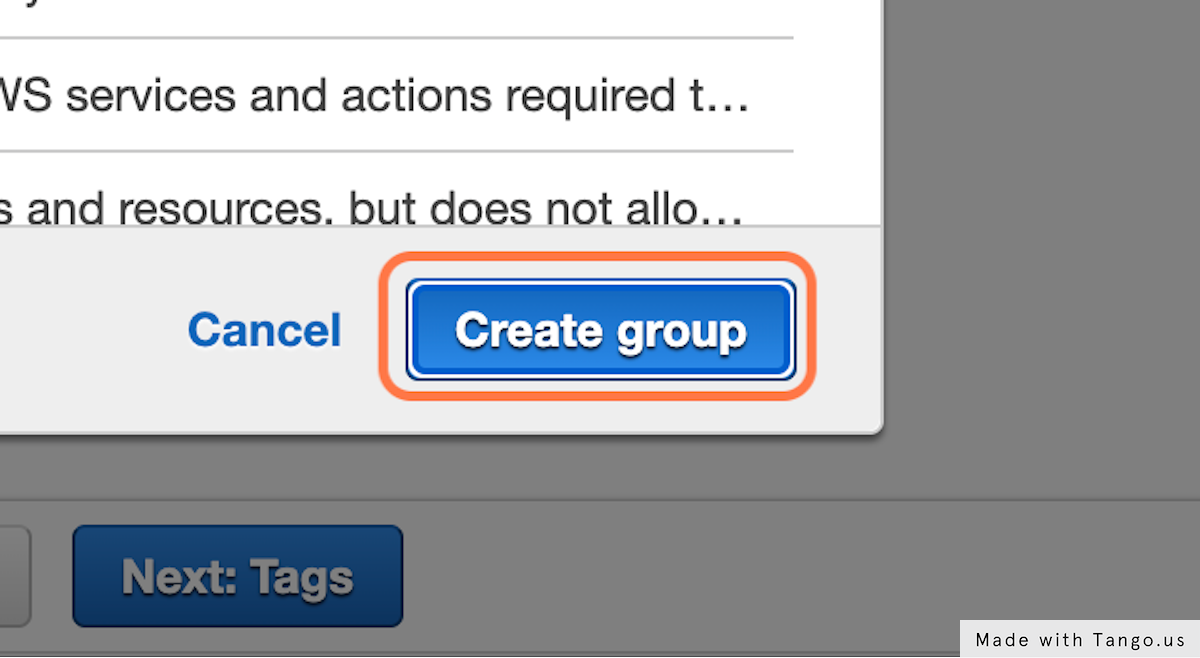 WS services and actions required t...
s and resources, but does not allo...
Cancel
Create group
Next: Tags
Made with Tango.us